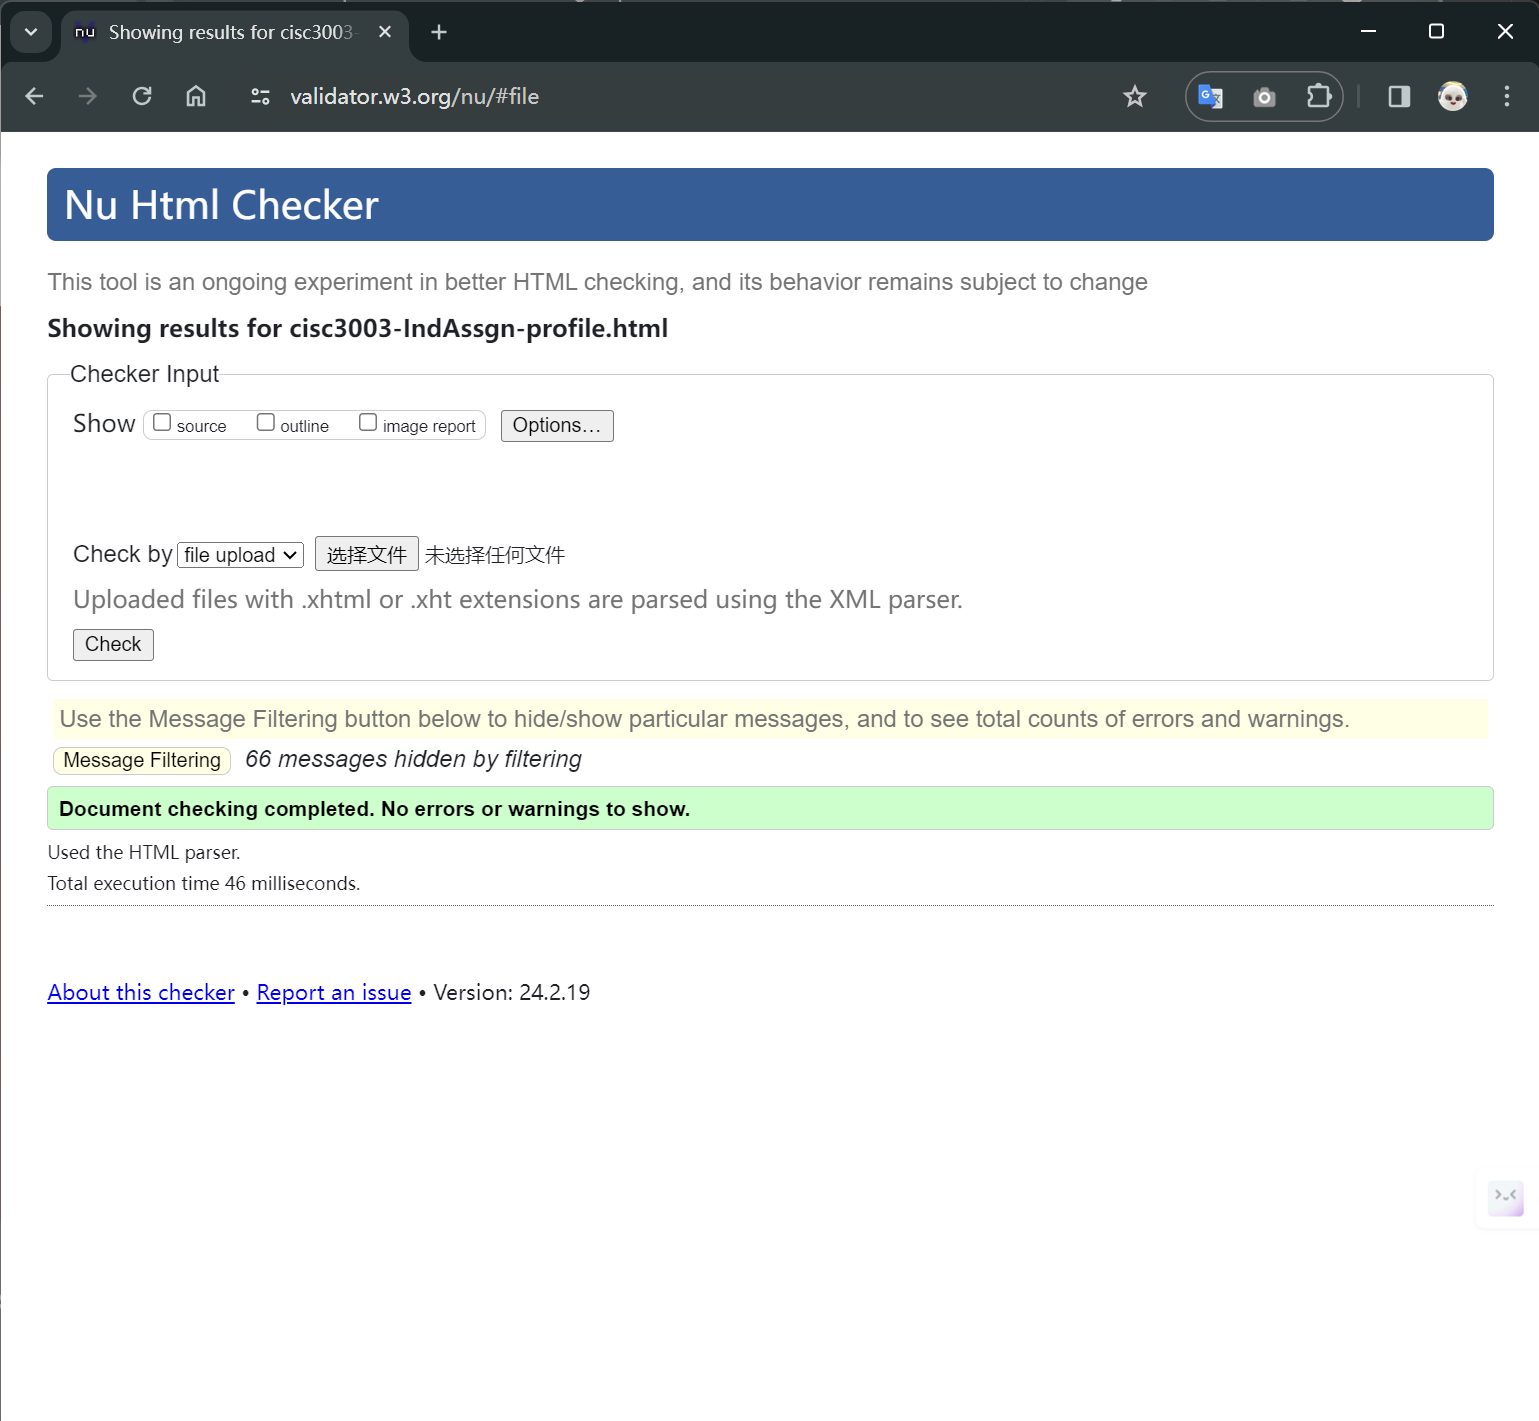 nu Showing results for cisc3003-
validator.w3.org/nu/#file
Nu Html Checker
This tool is an ongoing experiment in better HTML checking, and its behavior remains subject to change
Showing results for cisc3003-IndAssgn-profile.html
Checker Input
Show source outline image report Options...
Check by file upload 选择文件 未选择任何文件
Uploaded files with .xhtml or .xht extensions are parsed using the XML parser.
Check
Use the Message Filtering button below to hide/show particular messages, and to see total counts of errors and warnings.
Message Filtering 66 messages hidden by filtering
Document checking completed. No errors or warnings to show.
Used the HTML parser.
Total execution time 46 milliseconds.
About this checker • Report an issue • Version: 24.2.19